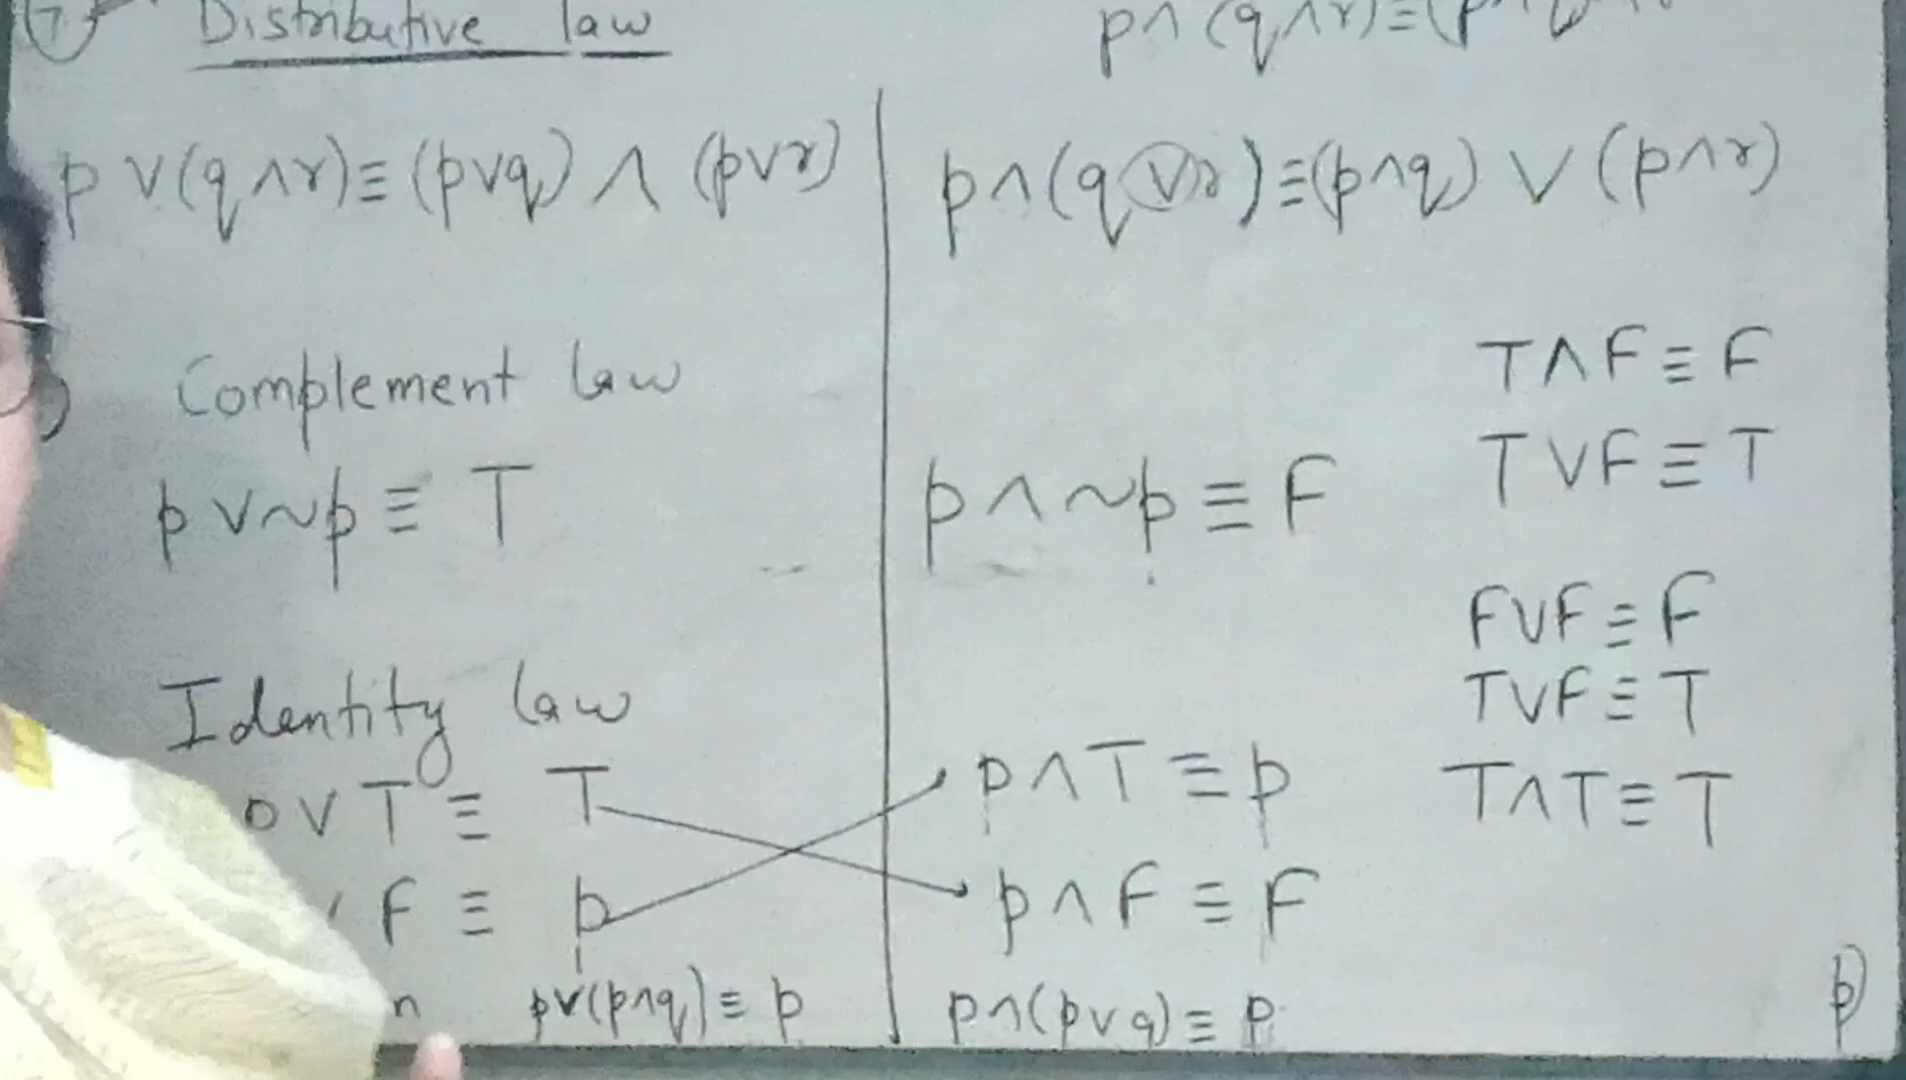 7 Distributive law
p∧(q∧r)≡(p∧q
p∨(q∧r)≡(p∨q)∧(p∨r)
p∧(q∨r)≡(p∧q)∨(p∧r)
Complement law
T∧F≡F
T∨F≡T
p∨~p≡T
p∧~p≡F
F∨F≡F
T∨F≡T
T∧T≡T
Identity law
∨T≡T
p∧T≡p
F≡p
p∧F≡F
n p∨(p∧q)≡p
p∧(p∨q)≡p
p